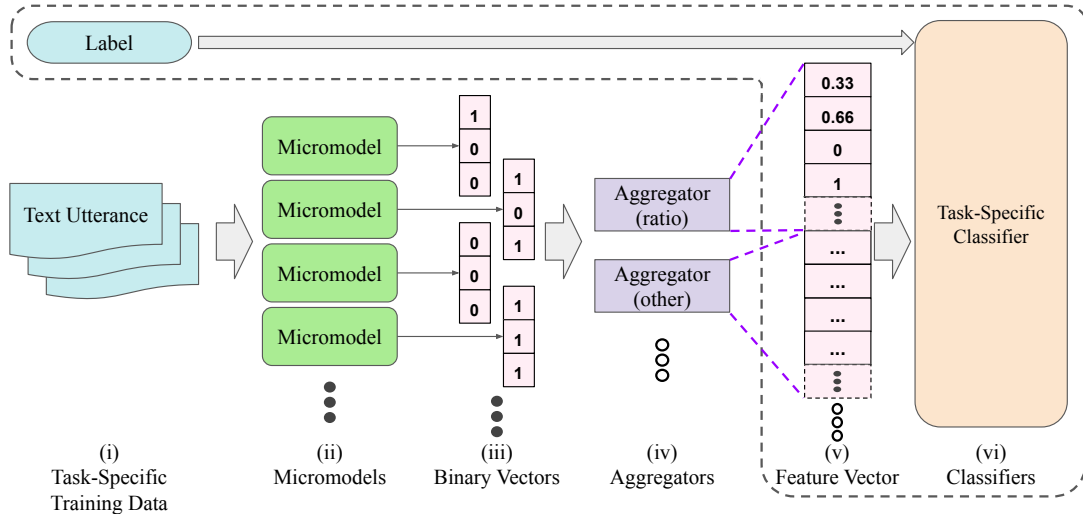 Label
Text Utterance
Micromodel
Micromodel
Micromodel
Micromodel
1
0
0
1
0
1
0
0
0
1
1
1
Aggregator
(ratio)
Aggregator
(other)
0.33
0.66
0
1
...
...
...
...
Task-Specific
Classifier
(i)
Task-Specific
Training Data
(ii)
Micromodels
(iii)
Binary Vectors
(iv)
Aggregators
(v)
Feature Vector
(vi)
Classifiers